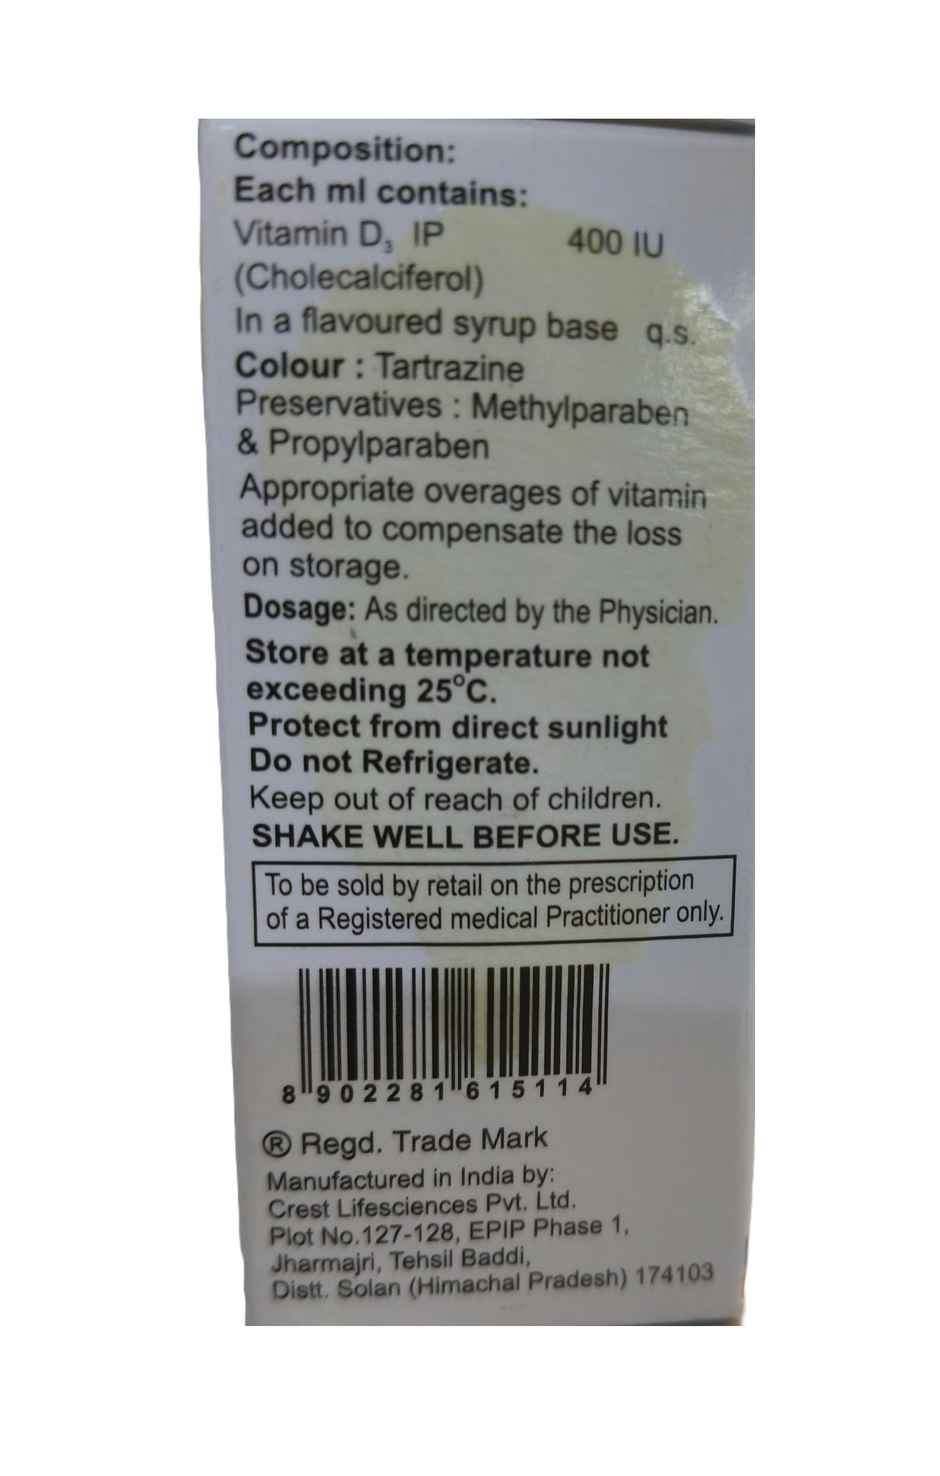 Composition:
Each ml contains:
Vitamin D₃ IP 400 IU
(Cholecalciferol)
In a flavoured syrup base q.s.
Colour : Tartrazine
Preservatives : Methylparaben
& Propylparaben
Appropriate overages of vitamin
added to compensate the loss
on storage.
Dosage: As directed by the Physician.
Store at a temperature not
exceeding 25°C.
Protect from direct sunlight
Do not Refrigerate.
Keep out of reach of children.
SHAKE WELL BEFORE USE.
To be sold by retail on the prescription
of a Registered medical Practitioner only.
8 902281 615114
® Regd. Trade Mark
Manufactured in India by:
Crest Lifesciences Pvt. Ltd.
Plot No.127-128, EPIP Phase 1,
Jharmajri, Tehsil Baddi,
Distt. Solan (Himachal Pradesh) 174103